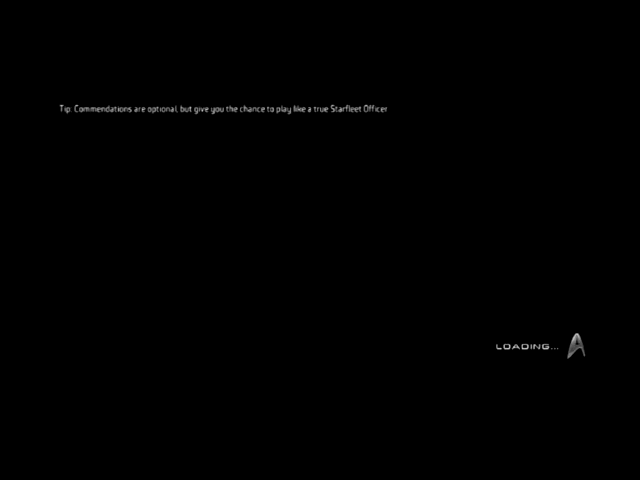 Tip: Commendations are optional, but give you the chance to play like a true Starfleet Officer
LOADING...